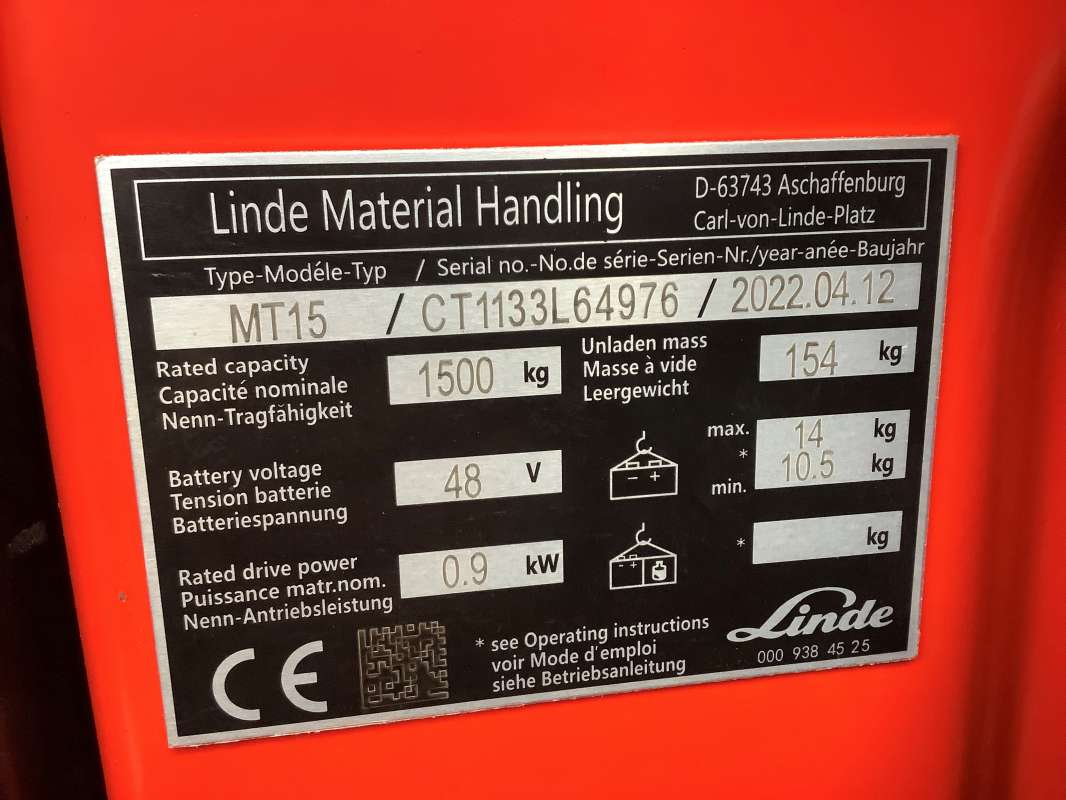 Linde Material Handling
D-63743 Aschaffenburg
Carl-von-Linde-Platz
Type-Modéle-Typ / Serial no.-No.de série-Serien-Nr./year-anée-Baujahr
MT15 / CT1133L64976 / 2022.04.12
Rated capacity
Capacité nominale
Nenn-Tragfähigkeit
1500 kg
Unladen mass
Masse à vide
Leergewicht
154 kg
Battery voltage
Tension batterie
Batteriespannung
48 V
max. 14 kg
* 10.5 kg
min.
Rated drive power
Puissance matr.nom.
Nenn-Antriebsleistung
0.9 kW
* kg
CE
* see Operating instructions
voir Mode d'emploi
siehe Betriebsanleitung
Linde
000 938 45 25